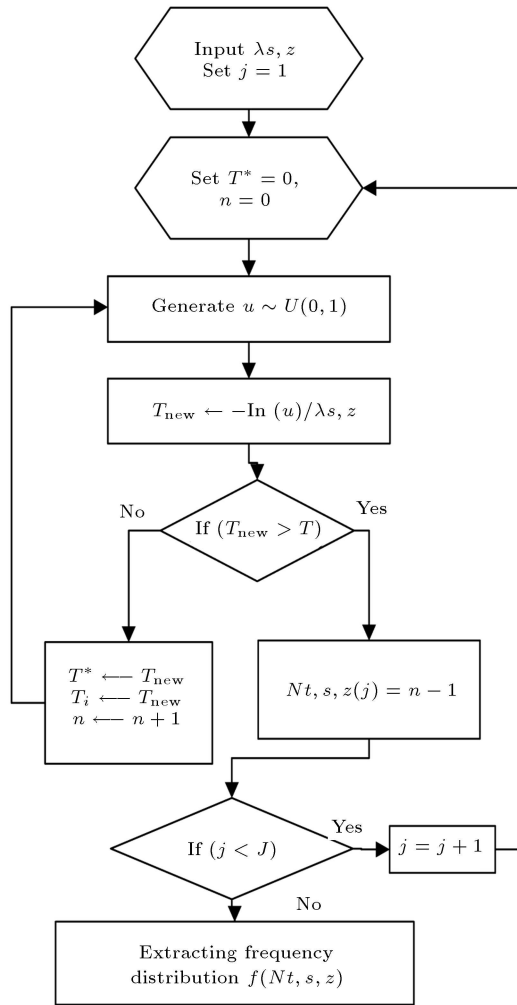 Input λs, z
Set j = 1
Set T* = 0,
n = 0
Generate u ∼ U(0, 1)
T_new ← −In (u)/λs, z
If (T_new > T)
No
Yes
T* ⟵ T_new
T_i ⟵ T_new
n ⟵ n + 1
Nt, s, z(j) = n − 1
If (j < J)
Yes
j = j + 1
No
Extracting frequency
distribution f(Nt, s, z)